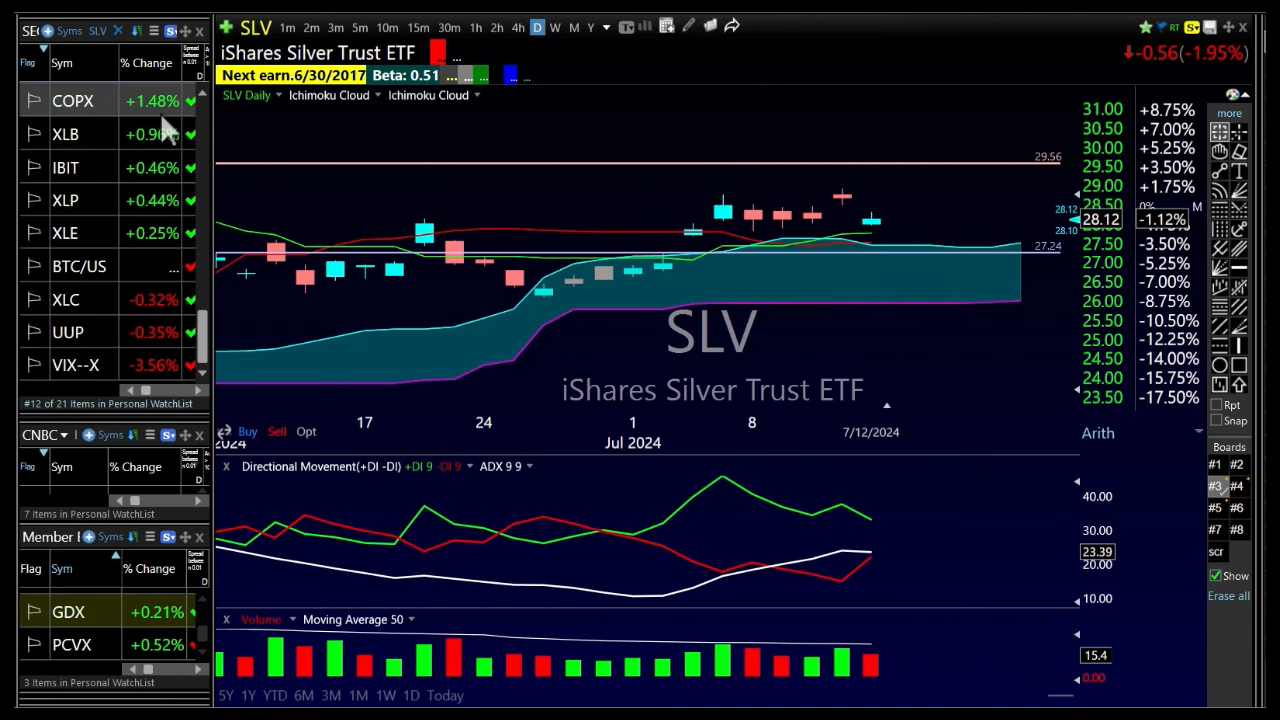 SEC Syms SLV
Flag Sym % Change Spread betwee n 0.01 D
COPX +1.48%
XLB +0.96%
IBIT +0.46%
XLP +0.44%
XLE +0.25%
BTC/US ...
XLC -0.32%
UUP -0.35%
VIX--X -3.56%
#12 of 21 Items in Personal WatchList
CNBC Syms
Flag Sym % Change
7 Items in Personal WatchList
Member Syms
Flag Sym % Change
GDX +0.21%
PCVX +0.52%
3 Items in Personal WatchList
SLV 1m 2m 3m 5m 10m 15m 30m 1h 2h 4h D W M Y
RT
iShares Silver Trust ETF ...
-0.56(-1.95%)
Next earn.6/30/2017 Beta: 0.51 ... ... ... ... ...
SLV Daily Ichimoku Cloud Ichimoku Cloud
31.00 +8.75%
30.50 +7.00%
30.00 +5.25%
29.50 +3.50%
29.00 +1.75%
28.50 0% M
28.12 -1.12%
27.50 -3.50%
27.00 -5.25%
26.50 -7.00%
26.00 -8.75%
25.50 -10.50%
25.00 -12.25%
24.50 -14.00%
24.00 -15.75%
23.50 -17.50%
29.56
28.12
28.10
27.24
SLV
iShares Silver Trust ETF
Buy Sell Opt
17 24 1 8
2024 Jul 2024 7/12/2024
Arith
Directional Movement(+DI -DI) +DI 9 -DI 9 ADX 9 9
40.00
30.00
23.39
20.00
10.00
Volume Moving Average 50
15.4
0.00
5Y 1Y YTD 6M 3M 1M 1W 1D Today
more
T
Rpt
Snap
Boards
#1 #2
#3 #4
#5 #6
#7 #8
scr
Show
Erase all